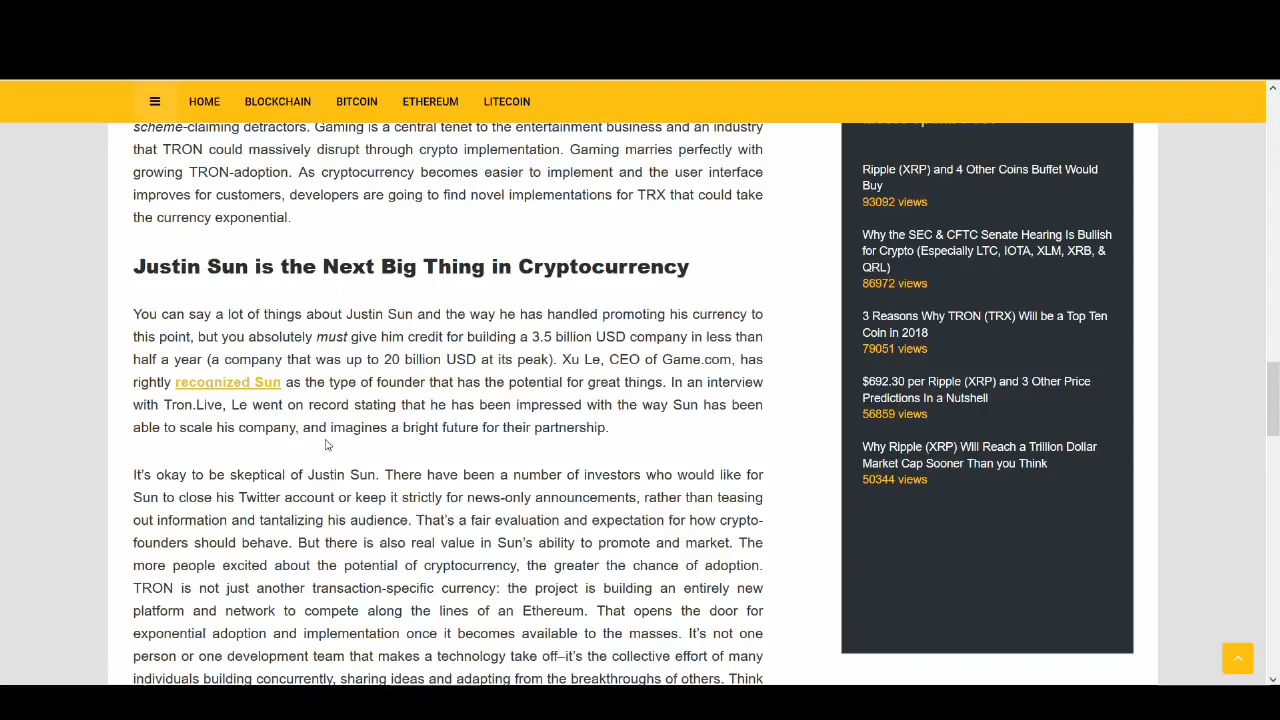 HOME BLOCKCHAIN BITCOIN ETHEREUM LITECOIN
scheme-claiming detractors. Gaming is a central tenet to the entertainment business and an industry
that TRON could massively disrupt through crypto implementation. Gaming marries perfectly with
growing TRON-adoption. As cryptocurrency becomes easier to implement and the user interface
improves for customers, developers are going to find novel implementations for TRX that could take
the currency exponential.
Justin Sun is the Next Big Thing in Cryptocurrency
You can say a lot of things about Justin Sun and the way he has handled promoting his currency to
this point, but you absolutely must give him credit for building a 3.5 billion USD company in less than
half a year (a company that was up to 20 billion USD at its peak). Xu Le, CEO of Game.com, has
rightly recognized Sun as the type of founder that has the potential for great things. In an interview
with Tron.Live, Le went on record stating that he has been impressed with the way Sun has been
able to scale his company, and imagines a bright future for their partnership.
It's okay to be skeptical of Justin Sun. There have been a number of investors who would like for
Sun to close his Twitter account or keep it strictly for news-only announcements, rather than teasing
out information and tantalizing his audience. That's a fair evaluation and expectation for how crypto-
founders should behave. But there is also real value in Sun's ability to promote and market. The
more people excited about the potential of cryptocurrency, the greater the chance of adoption.
TRON is not just another transaction-specific currency: the project is building an entirely new
platform and network to compete along the lines of an Ethereum. That opens the door for
exponential adoption and implementation once it becomes available to the masses. It's not one
person or one development team that makes a technology take off–it's the collective effort of many
individuals building concurrently, sharing ideas and adapting from the breakthroughs of others. Think
Ripple (XRP) and 4 Other Coins Buffet Would
Buy
93092 views
Why the SEC & CFTC Senate Hearing Is Bullish
for Crypto (Especially LTC, IOTA, XLM, XRB, &
QRL)
86972 views
3 Reasons Why TRON (TRX) Will be a Top Ten
Coin in 2018
79051 views
$692.30 per Ripple (XRP) and 3 Other Price
Predictions In a Nutshell
56859 views
Why Ripple (XRP) Will Reach a Trillion Dollar
Market Cap Sooner Than you Think
50344 views